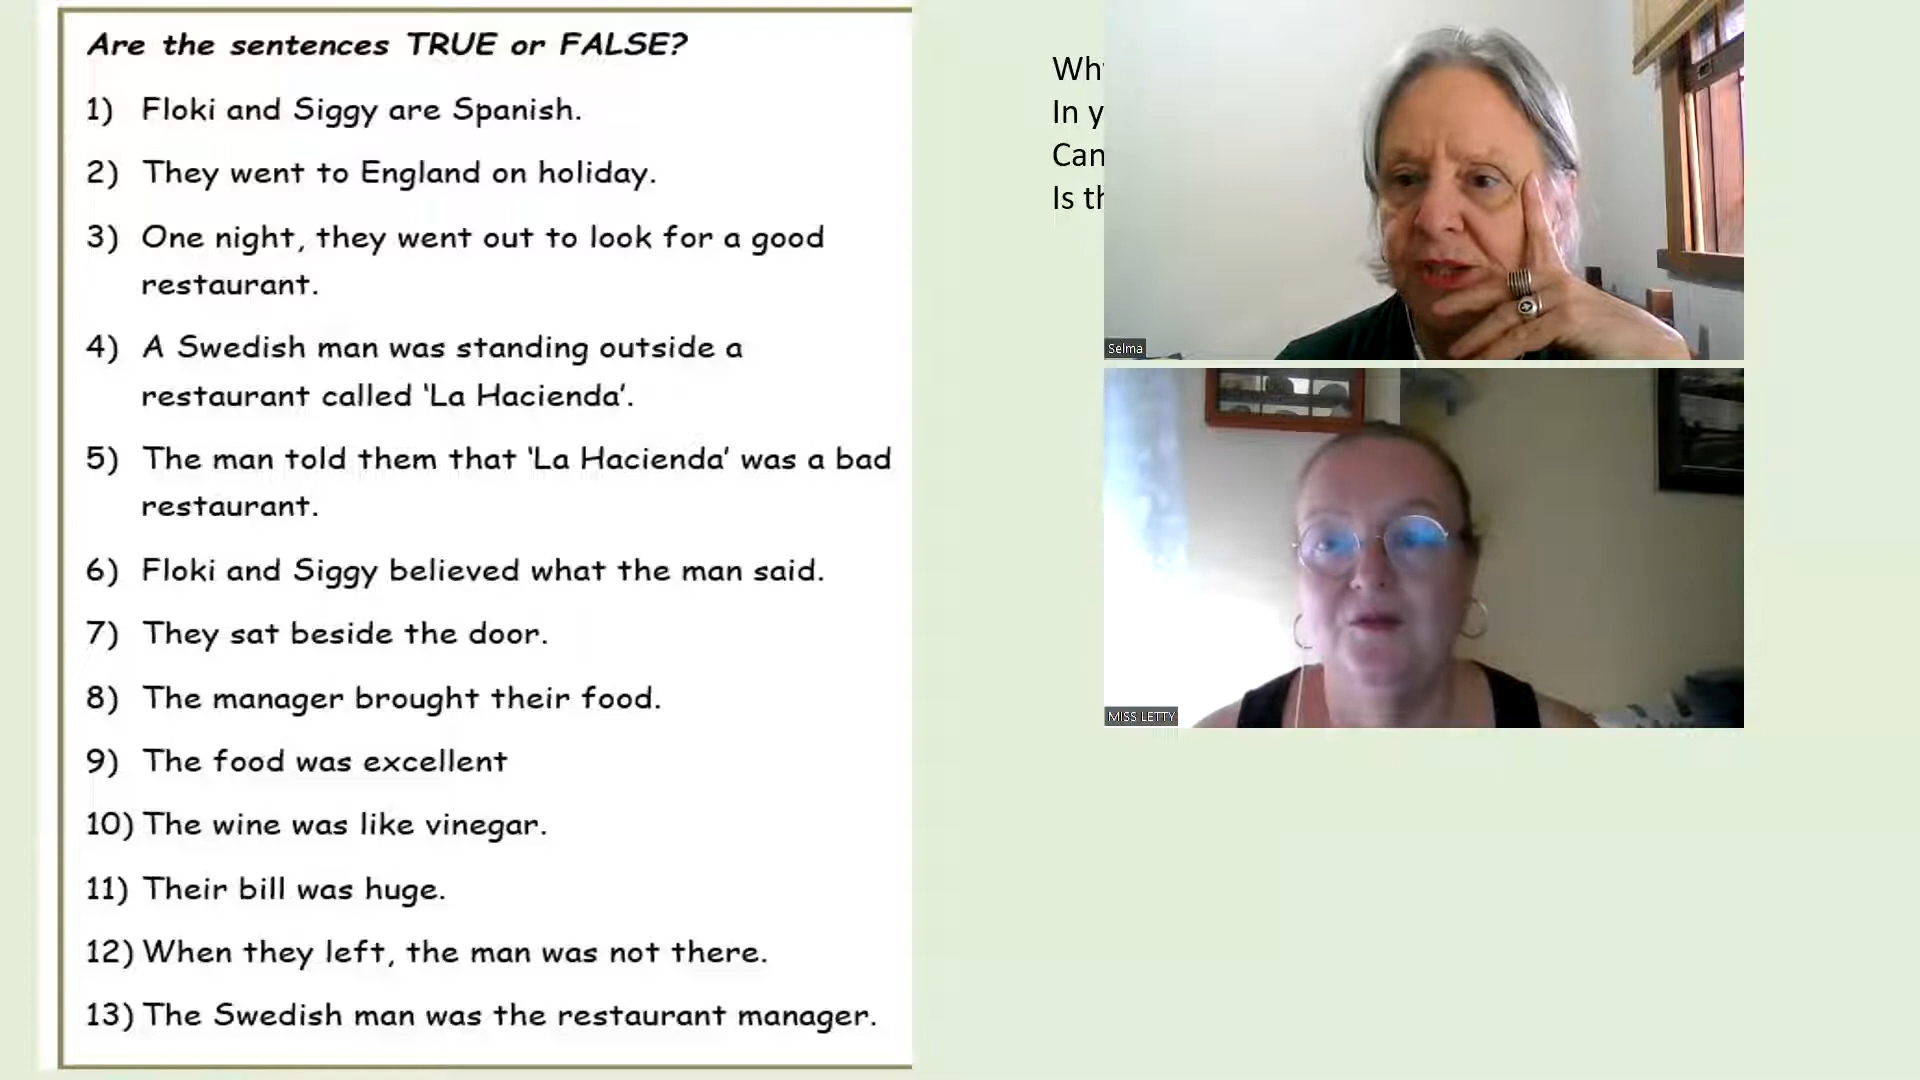 Are the sentences TRUE or FALSE?
1) Floki and Siggy are Spanish.
2) They went to England on holiday.
3) One night, they went out to look for a good
restaurant.
4) A Swedish man was standing outside a
restaurant called ‘La Hacienda’.
5) The man told them that ‘La Hacienda’ was a bad
restaurant.
6) Floki and Siggy believed what the man said.
7) They sat beside the door.
8) The manager brought their food.
9) The food was excellent
10) The wine was like vinegar.
11) Their bill was huge.
12) When they left, the man was not there.
13) The Swedish man was the restaurant manager.
In
Is
Selma
MISS LETTY